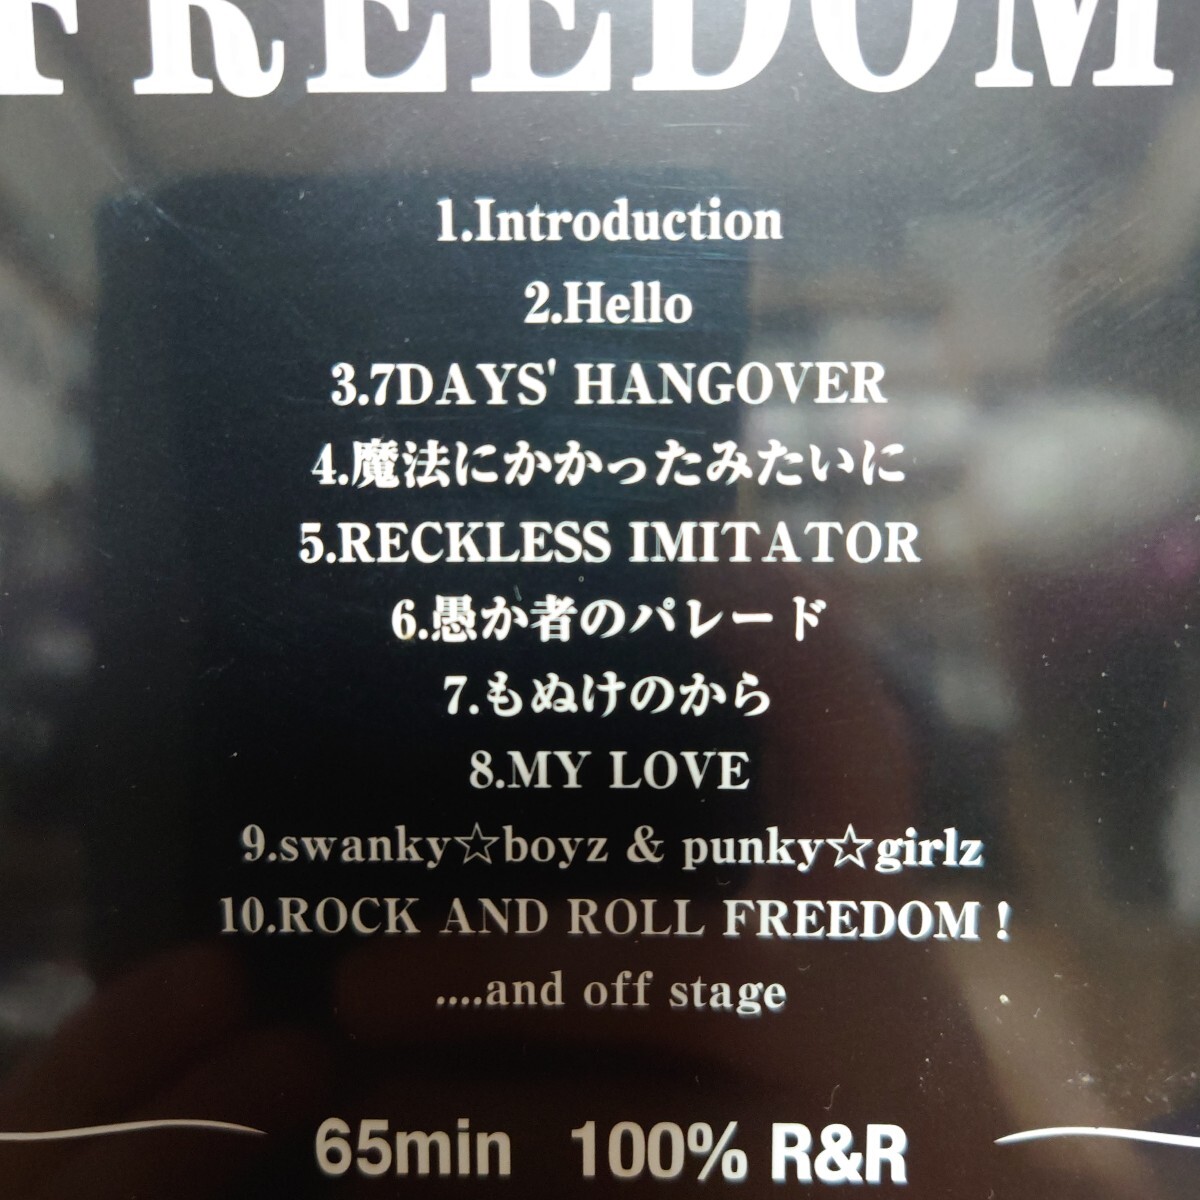 FREEDOM
1.Introduction
2.Hello
3.7DAYS' HANGOVER
4.魔法にかかったみたいに
5.RECKLESS IMITATOR
6.愚か者のパレード
7.もぬけのから
8.MY LOVE
9.swanky☆boyz & punky☆girlz
10.ROCK AND ROLL FREEDOM !
....and off stage
65min 100% R&R